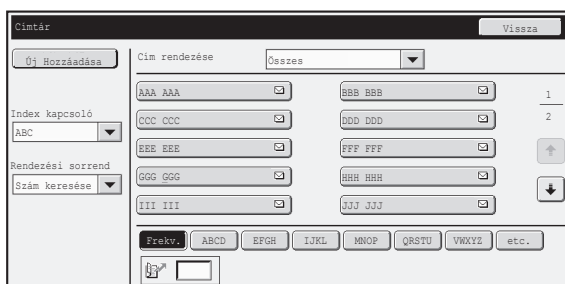 Címtár Vissza
Új Hozzáadása
Cím rendezése Összes
AAA AAA BBB BBB 1
Index kapcsoló CCC CCC DDD DDD 2
ABC
EEE EEE FFF FFF
Rendezési sorrend
Szám keresése GGG GGG HHH HHH
III III JJJ JJJ
Frekv. ABCD EFGH IJKL MNOP QRSTU VWXYZ etc.